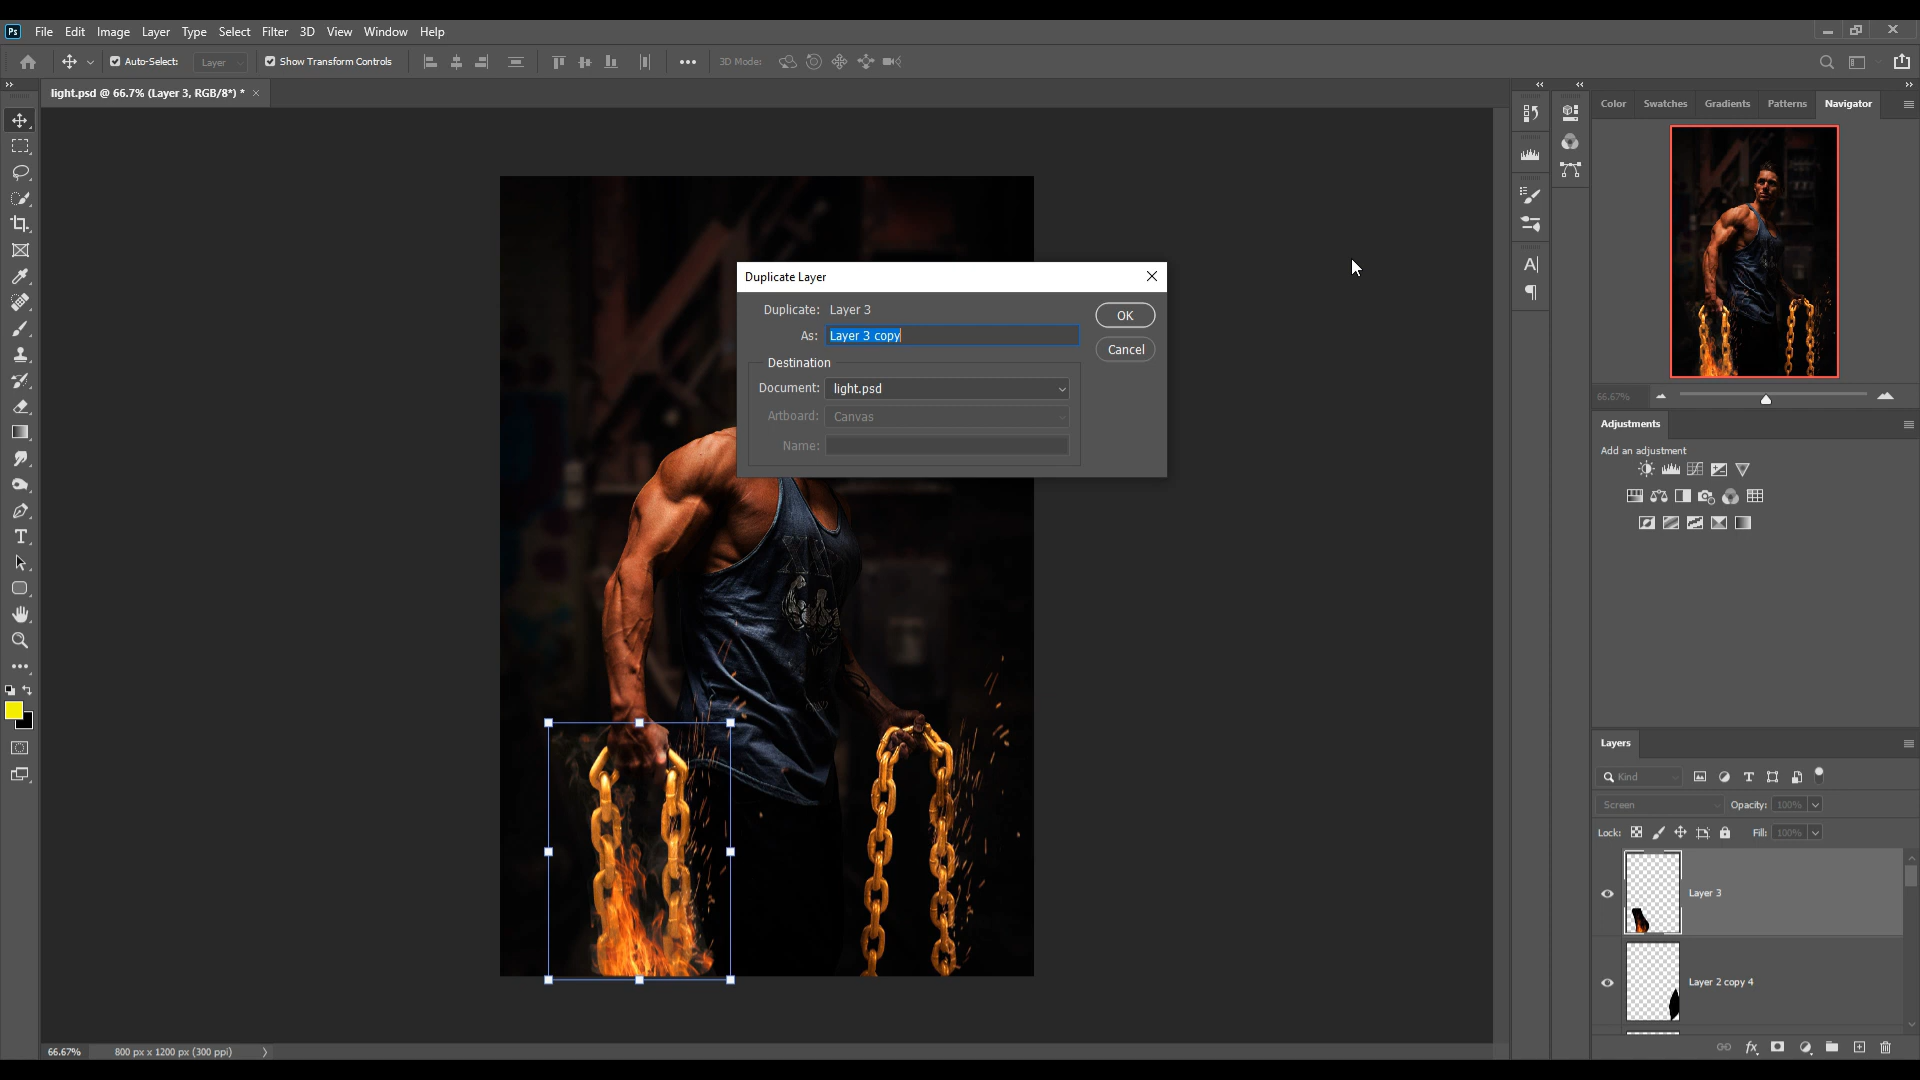 Ps File Edit Image Layer Type Select Filter 3D View Window Help
Auto-Select: Layer Show Transform Controls 3D Mode:
light.psd @ 66.7% (Layer 3, RGB/8*) *
Color Swatches Gradients Patterns Navigator
Duplicate Layer
Duplicate: Layer 3
As: Layer 3 copy
OK
Cancel
Destination
Document: light.psd
Artboard: Canvas
Name:
66.67%
Adjustments
Add an adjustment
Layers
Kind
Screen Opacity: 100%
Lock: Fill: 100%
Layer 3
Layer 2 copy 4
66.67% 800 px x 1200 px (300 ppi)